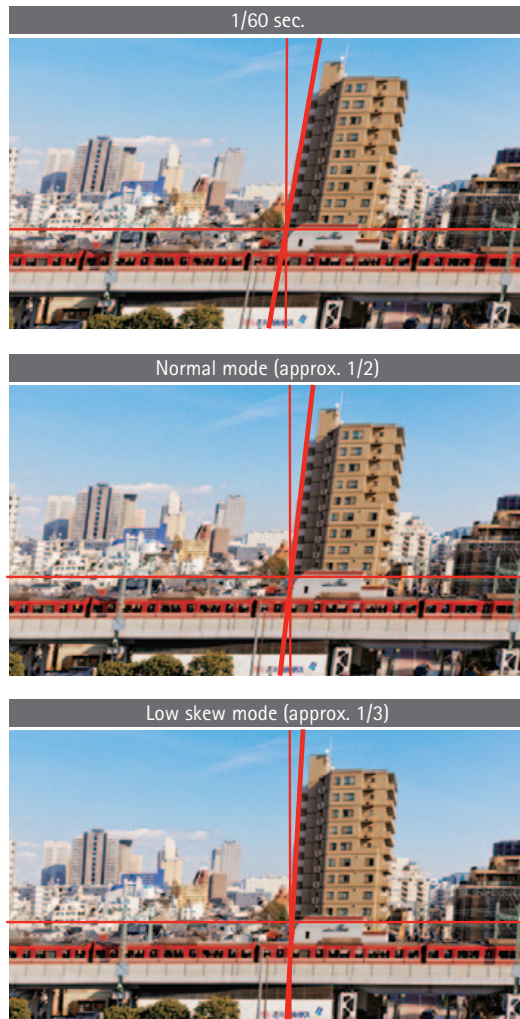 1/60 sec.
Normal mode (approx. 1/2)
Low skew mode (approx. 1/3)